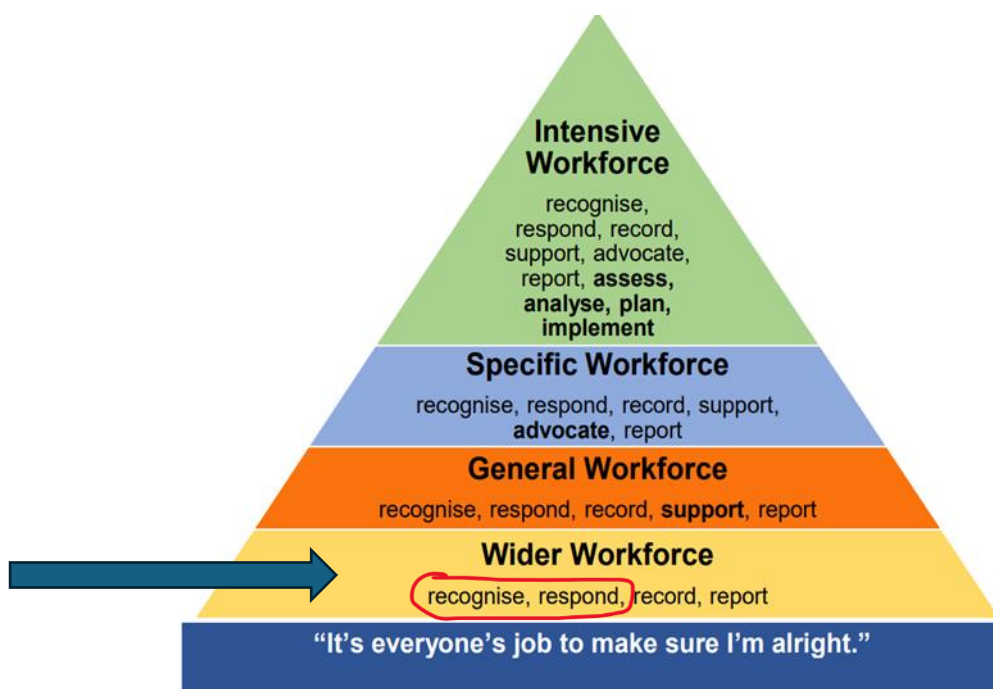 Intensive
Workforce
recognise,
respond, record,
support, advocate,
report, assess,
analyse, plan,
implement
Specific Workforce
recognise, respond, record, support,
advocate, report
General Workforce
recognise, respond, record, support, report
Wider Workforce
recognise, respond, record, report
“It’s everyone’s job to make sure I’m alright.”